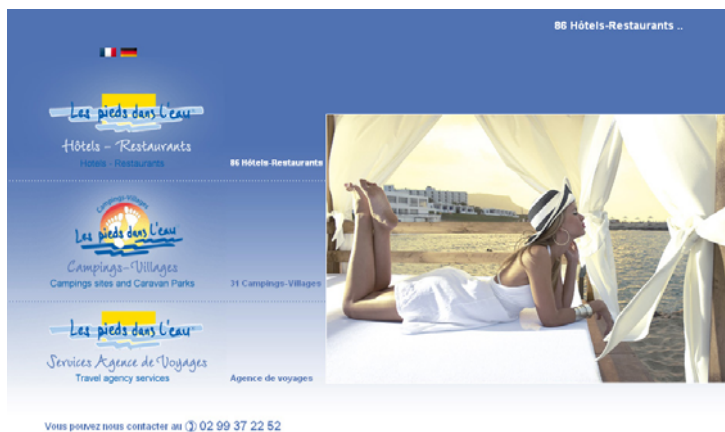 86 Hôtels-Restaurants ..
Les pieds dans l'eau
Hôtels - Restaurants
Hotels - Restaurants
86 Hôtels-Restaurants
Campings-Villages
Les pieds dans l'eau
Campings-Villages
Campings sites and Caravan Parks
31 Campings-Villages
Les pieds dans l'eau
Services Agence de Voyages
Travel agency services
Agence de voyages
Vous pouvez nous contacter au 02 99 37 22 52